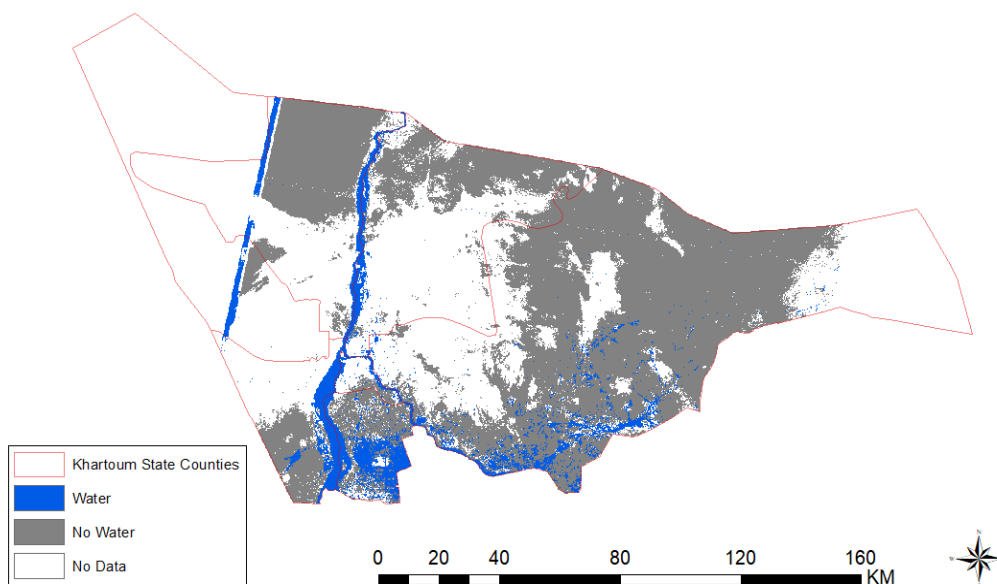 Khartoum State Counties
Water
No Water
No Data
0 20 40 80 120 160
KM
N
W
E
S